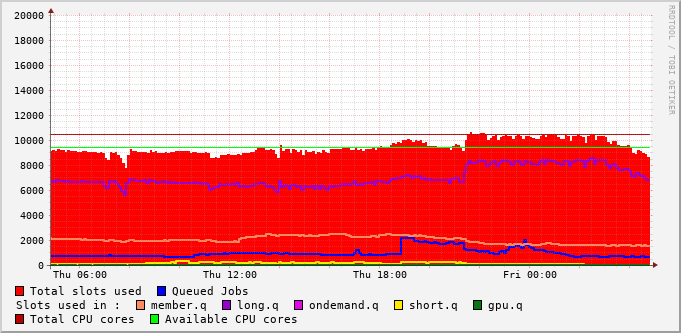 RRDTOOL / TOBI OETIKER
20000
18000
16000
14000
12000
10000
8000
6000
4000
2000
0
Thu 06:00 Thu 12:00 Thu 18:00 Fri 00:00
Total slots used Queued Jobs
Slots used in : member.q long.q ondemand.q short.q gpu.q
Total CPU cores Available CPU cores